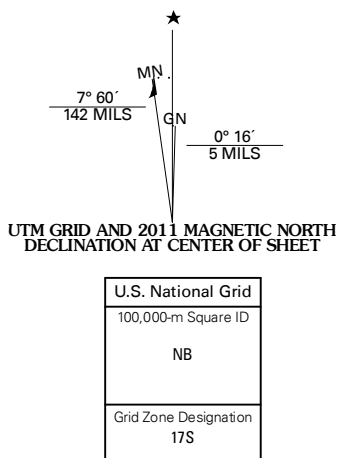 MN
7° 60´
142 MILS
GN
0° 16´
5 MILS
UTM GRID AND 2011 MAGNETIC NORTH
DECLINATION AT CENTER OF SHEET
U.S. National Grid
100,000-m Square ID
NB
Grid Zone Designation
17S